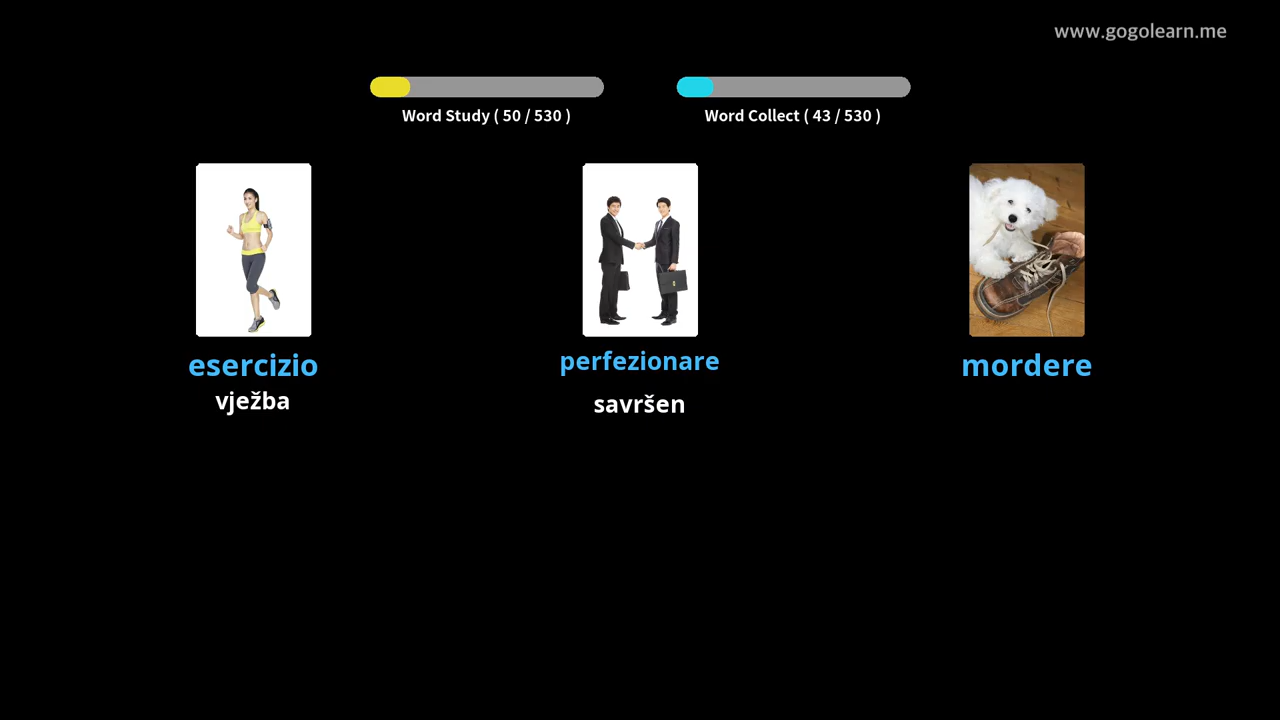 www.gogolearn.me
Word Study ( 50 / 530 )
Word Collect ( 43 / 530 )
esercizio
vježba
perfezionare
savršen
mordere